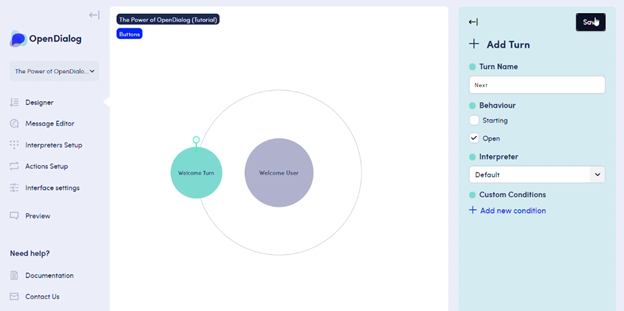 OpenDialog
The Power of OpenDialo...
Designer
Message Editor
Interpreters Setup
Actions Setup
Interface settings
Preview
Need help?
Documentation
Contact Us
The Power of OpenDialog (Tutorial)
Buttons
Welcome Turn
Welcome User
Add Turn
Turn Name
Next
Behaviour
Starting
Open
Interpreter
Default
Custom Conditions
Add new condition